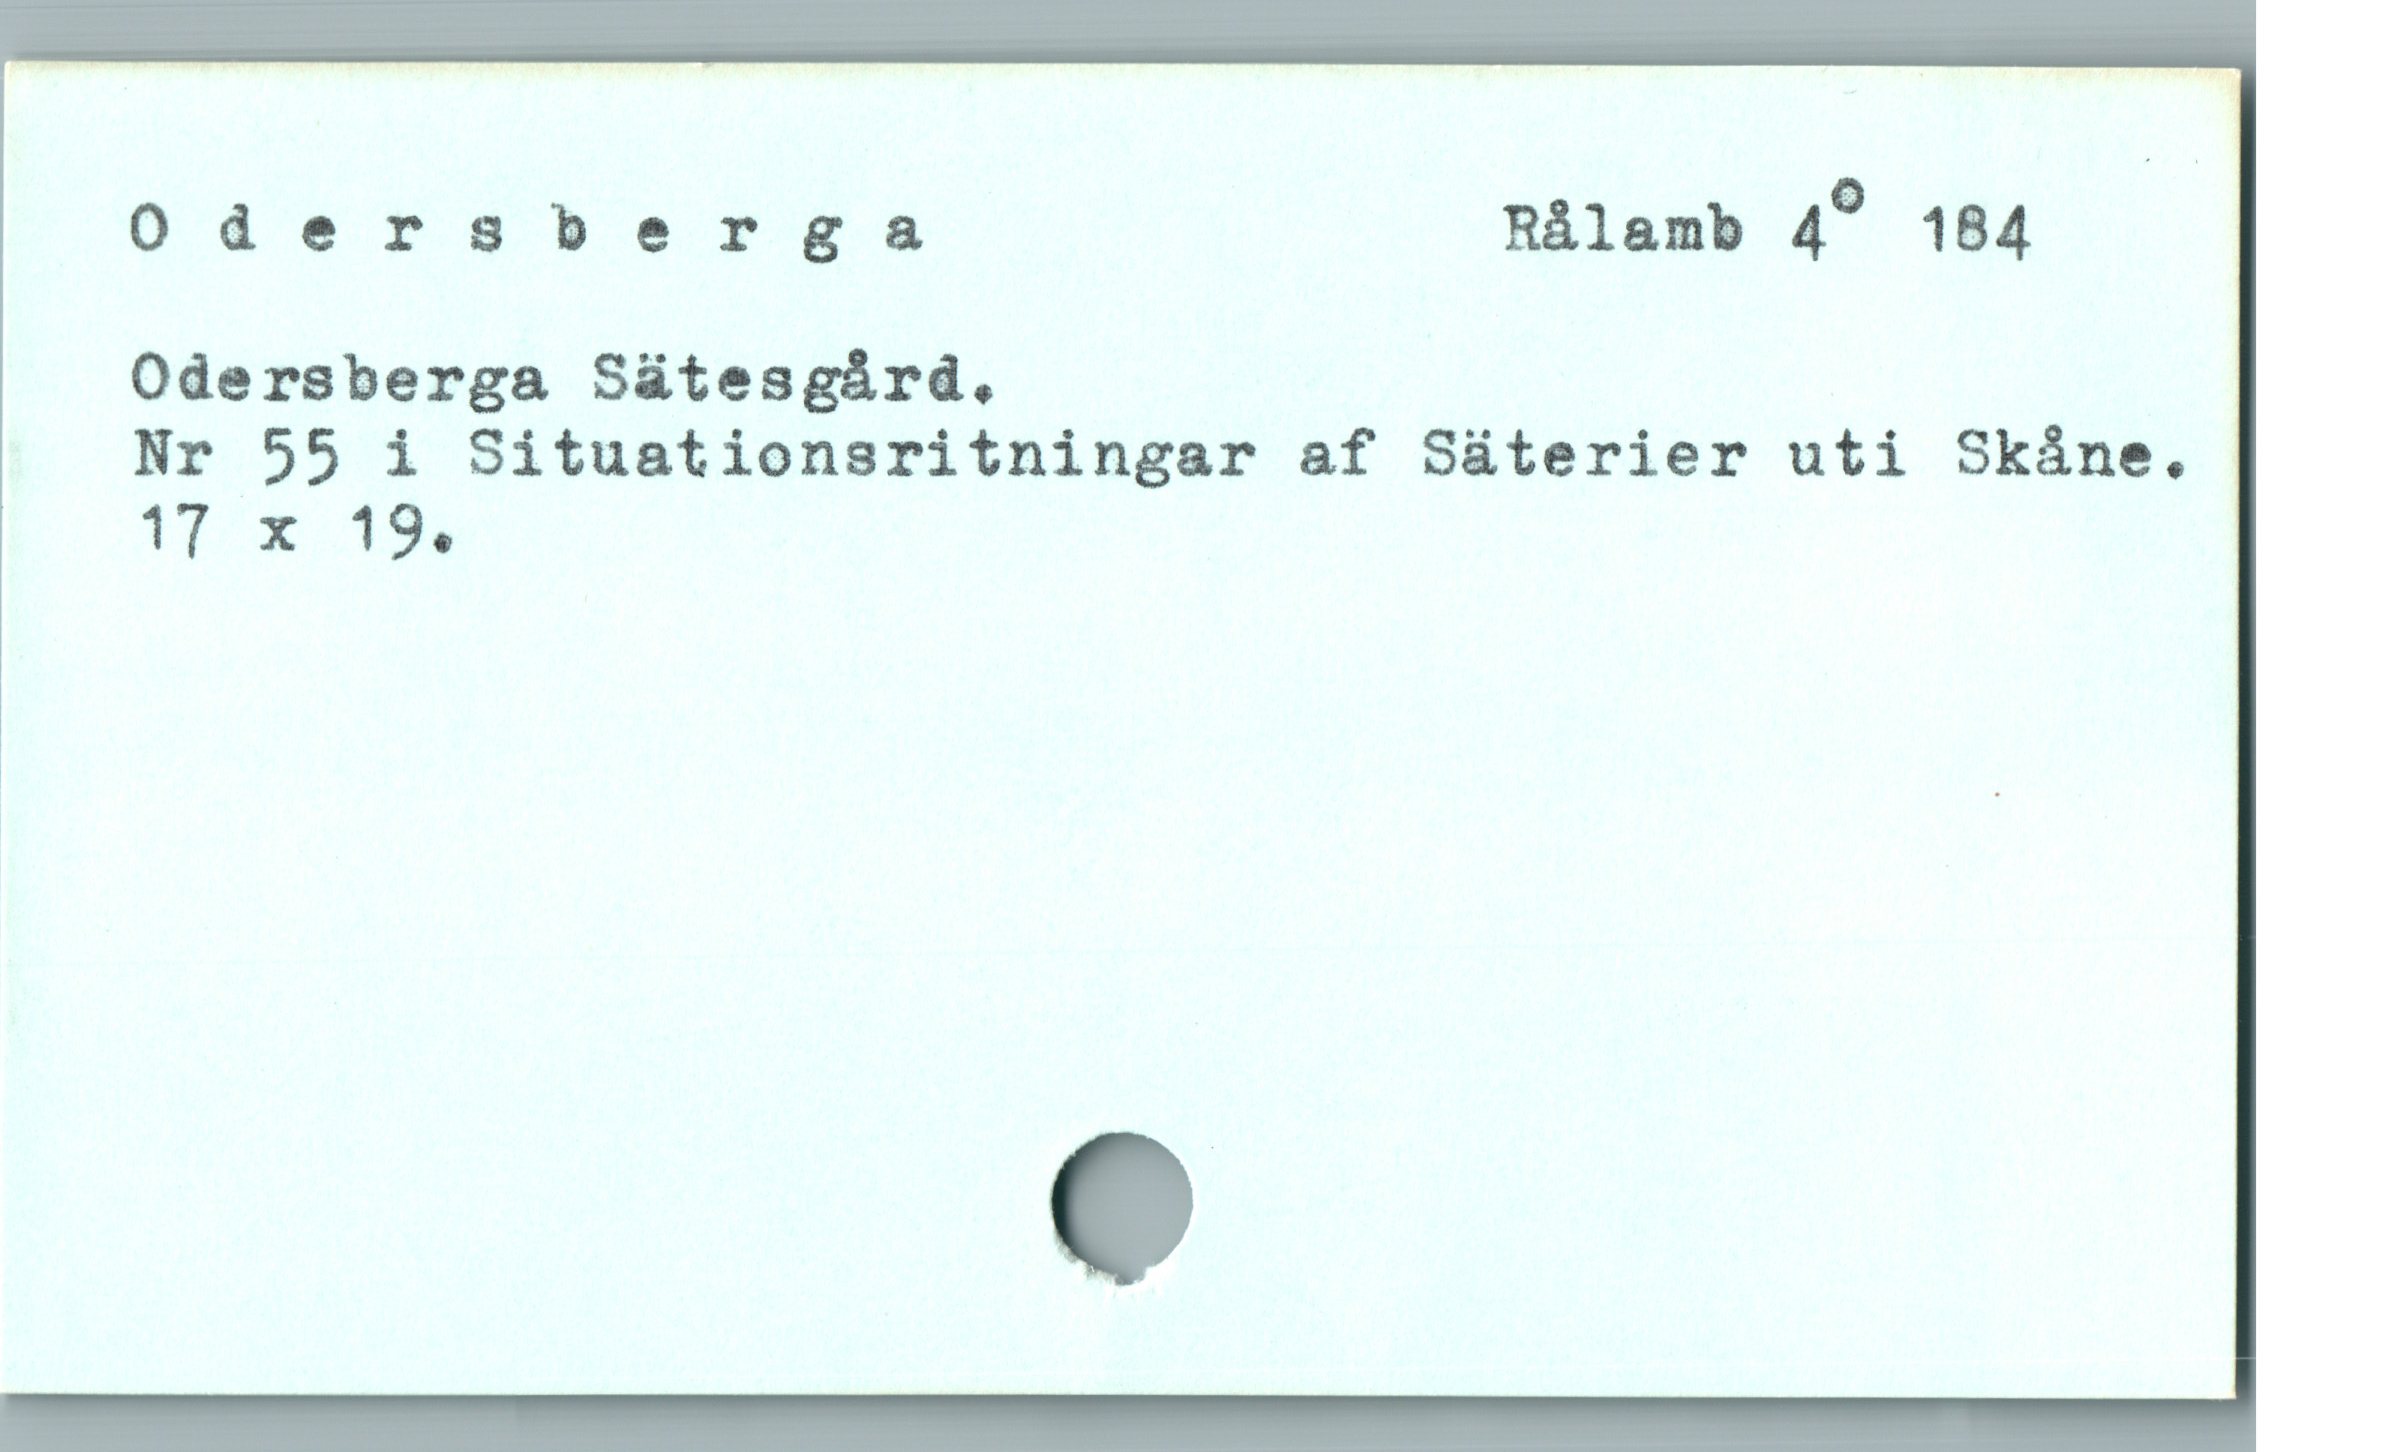 O d e r s b e r g a Rålamb 4° 184
Odersberga Sätesgård.
Nr 55 i Situationsritningar af Säterier uti Skåne.
17 x 19.